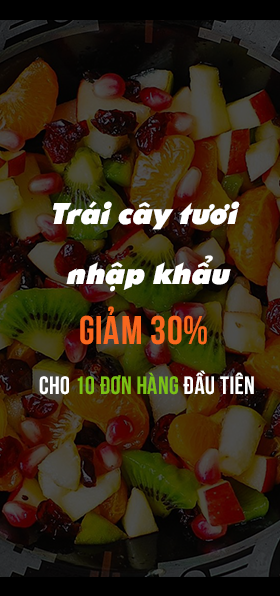 Trái cây tươi
nhập khẩu
GIẢM 30%
CHO 10 ĐƠN HÀNG ĐẦU TIÊN